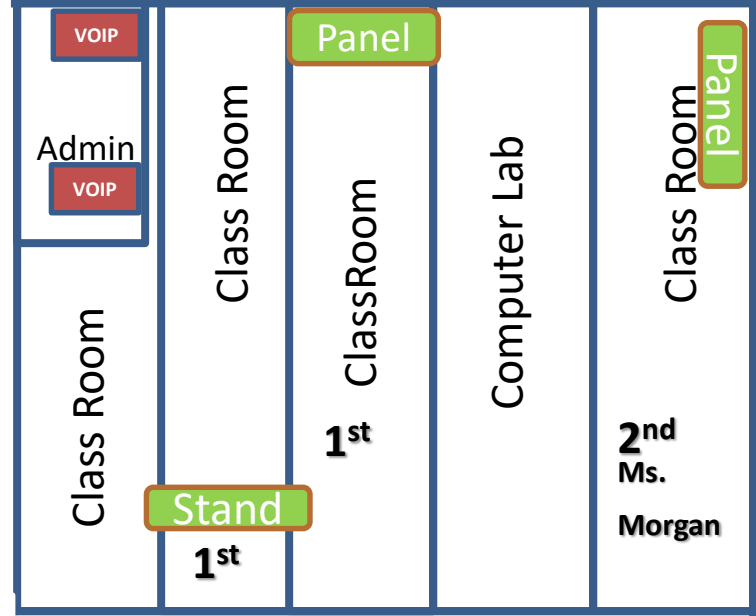 VOIP
Admin
VOIP
Class Room
Class Room
Stand
1st
Panel
ClassRoom
1st
Computer Lab
Panel
Class Room
2nd
Ms.
Morgan